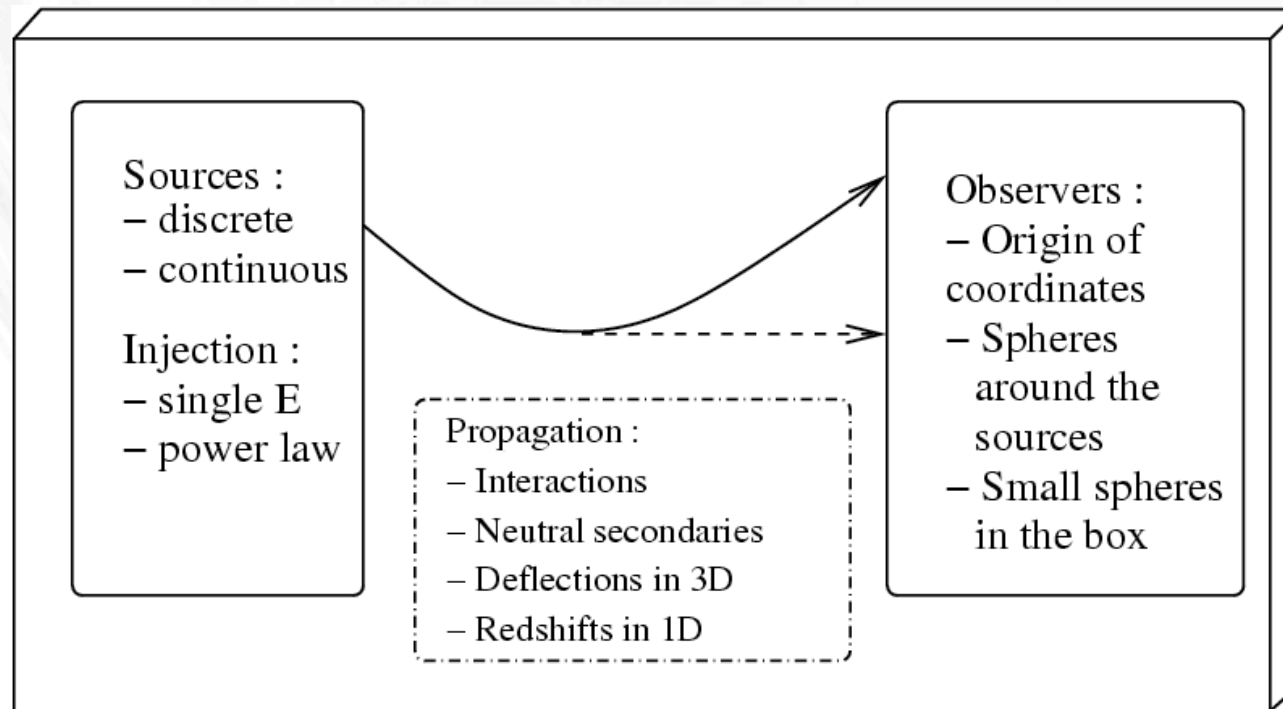 Sources :
– discrete
– continuous
Injection :
– single E
– power law
Propagation :
– Interactions
– Neutral secondaries
– Deflections in 3D
– Redshifts in 1D
Observers :
– Origin of
coordinates
– Spheres
around the
sources
– Small spheres
in the box